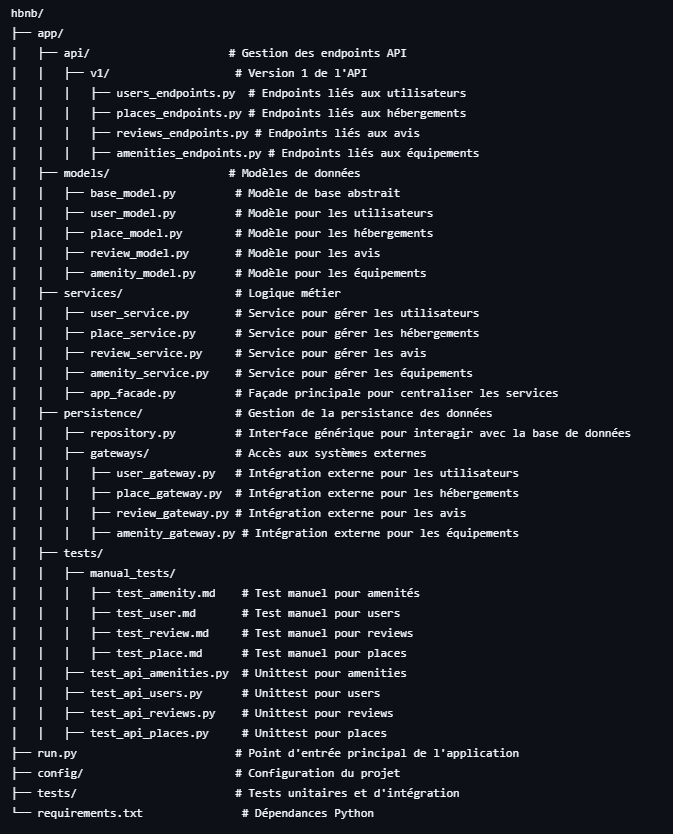 hbnb/
├── app/
│   ├── api/                     # Gestion des endpoints API
│   │   ├── v1/                   # Version 1 de l'API
│   │   │   ├── users_endpoints.py  # Endpoints liés aux utilisateurs
│   │   │   ├── places_endpoints.py # Endpoints liés aux hébergements
│   │   │   ├── reviews_endpoints.py # Endpoints liés aux avis
│   │   │   ├── amenities_endpoints.py # Endpoints liés aux équipements
│   ├── models/                  # Modèles de données
│   │   ├── base_model.py         # Modèle de base abstrait
│   │   ├── user_model.py         # Modèle pour les utilisateurs
│   │   ├── place_model.py        # Modèle pour les hébergements
│   │   ├── review_model.py       # Modèle pour les avis
│   │   ├── amenity_model.py      # Modèle pour les équipements
│   ├── services/                 # Logique métier
│   │   ├── user_service.py       # Service pour gérer les utilisateurs
│   │   ├── place_service.py      # Service pour gérer les hébergements
│   │   ├── review_service.py     # Service pour gérer les avis
│   │   ├── amenity_service.py    # Service pour gérer les équipements
│   │   ├── app_facade.py         # Façade principale pour centraliser les services
│   ├── persistence/              # Gestion de la persistance des données
│   │   ├── repository.py         # Interface générique pour interagir avec la base de données
│   │   ├── gateways/             # Accès aux systèmes externes
│   │   │   ├── user_gateway.py   # Intégration externe pour les utilisateurs
│   │   │   ├── place_gateway.py  # Intégration externe pour les hébergements
│   │   │   ├── review_gateway.py # Intégration externe pour les avis
│   │   │   ├── amenity_gateway.py # Intégration externe pour les équipements
│   ├── tests/
│   │   ├── manual_tests/
│   │   │   ├── test_amenity.md    # Test manuel pour amenités
│   │   │   ├── test_user.md       # Test manuel pour users
│   │   │   ├── test_review.md     # Test manuel pour reviews
│   │   │   ├── test_place.md      # Test manuel pour places
│   │   ├── test_api_amenities.py  # Unittest pour amenities
│   │   ├── test_api_users.py      # Unittest pour users
│   │   ├── test_api_reviews.py    # Unittest pour reviews
│   │   ├── test_api_places.py     # Unittest pour places
├── run.py                        # Point d'entrée principal de l'application
├── config/                       # Configuration du projet
├── tests/                        # Tests unitaires et d'intégration
└── requirements.txt               # Dépendances Python